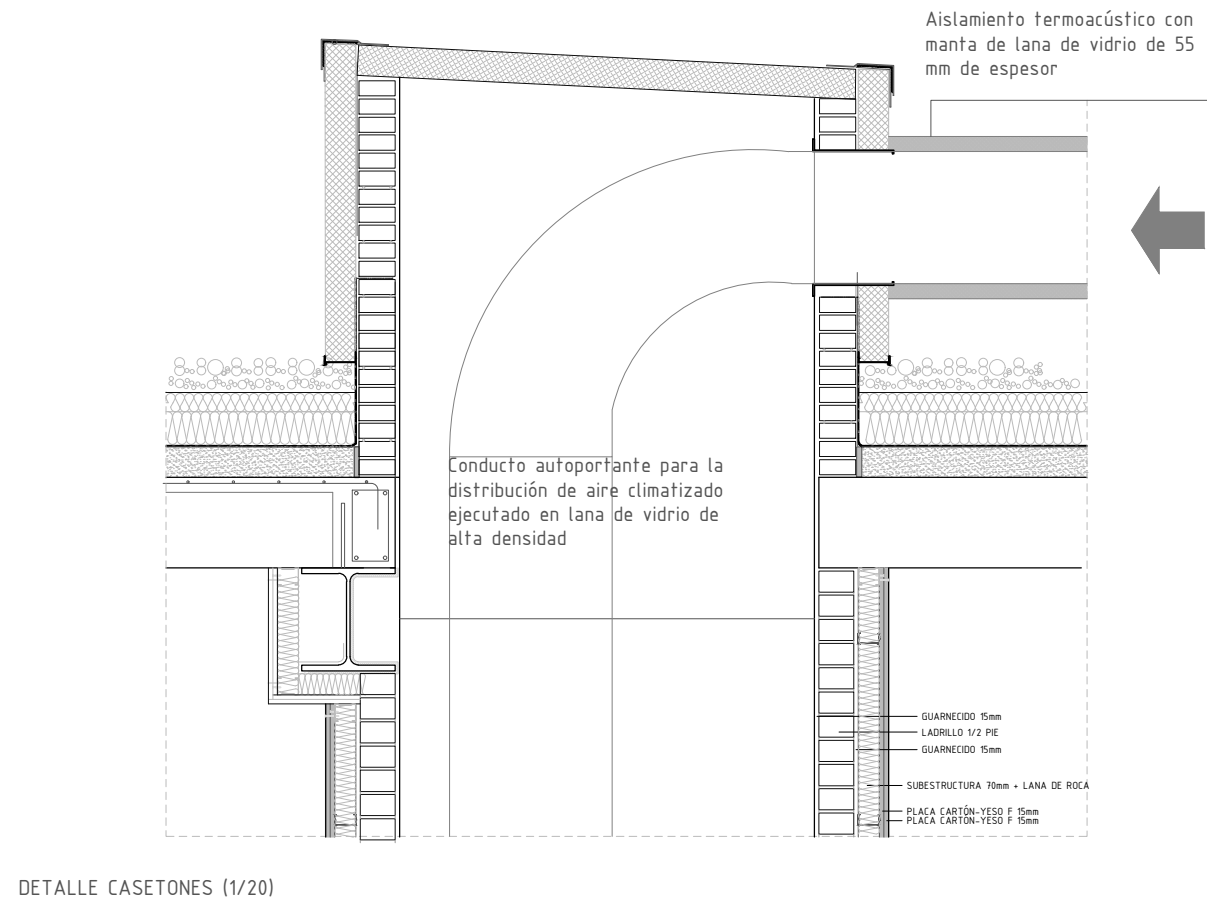 Aislamiento termoacústico con
manta de lana de vidrio de 55
mm de espesor
Conducto autoportante para la
distribución de aire climatizado
ejecutado en lana de vidrio de
alta densidad
GUARNECIDO 15mm
LADRILLO 1/2 PIE
GUARNECIDO 15mm
SUBESTRUCTURA 70mm + LANA DE ROCA
PLACA CARTÓN-YESO F 15mm
PLACA CARTÓN-YESO F 15mm
DETALLE CASETONES (1/20)